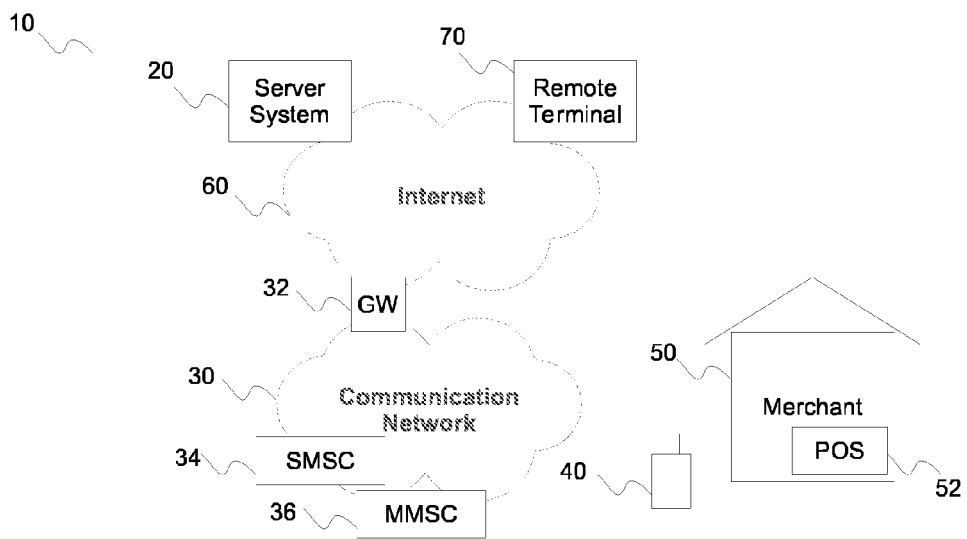 10
20
Server
System
70
Remote
Terminal
60
Internet
32
GW
30
Communication
Network
34
SMSC
36
MMSC
40
50
Merchant
POS
52